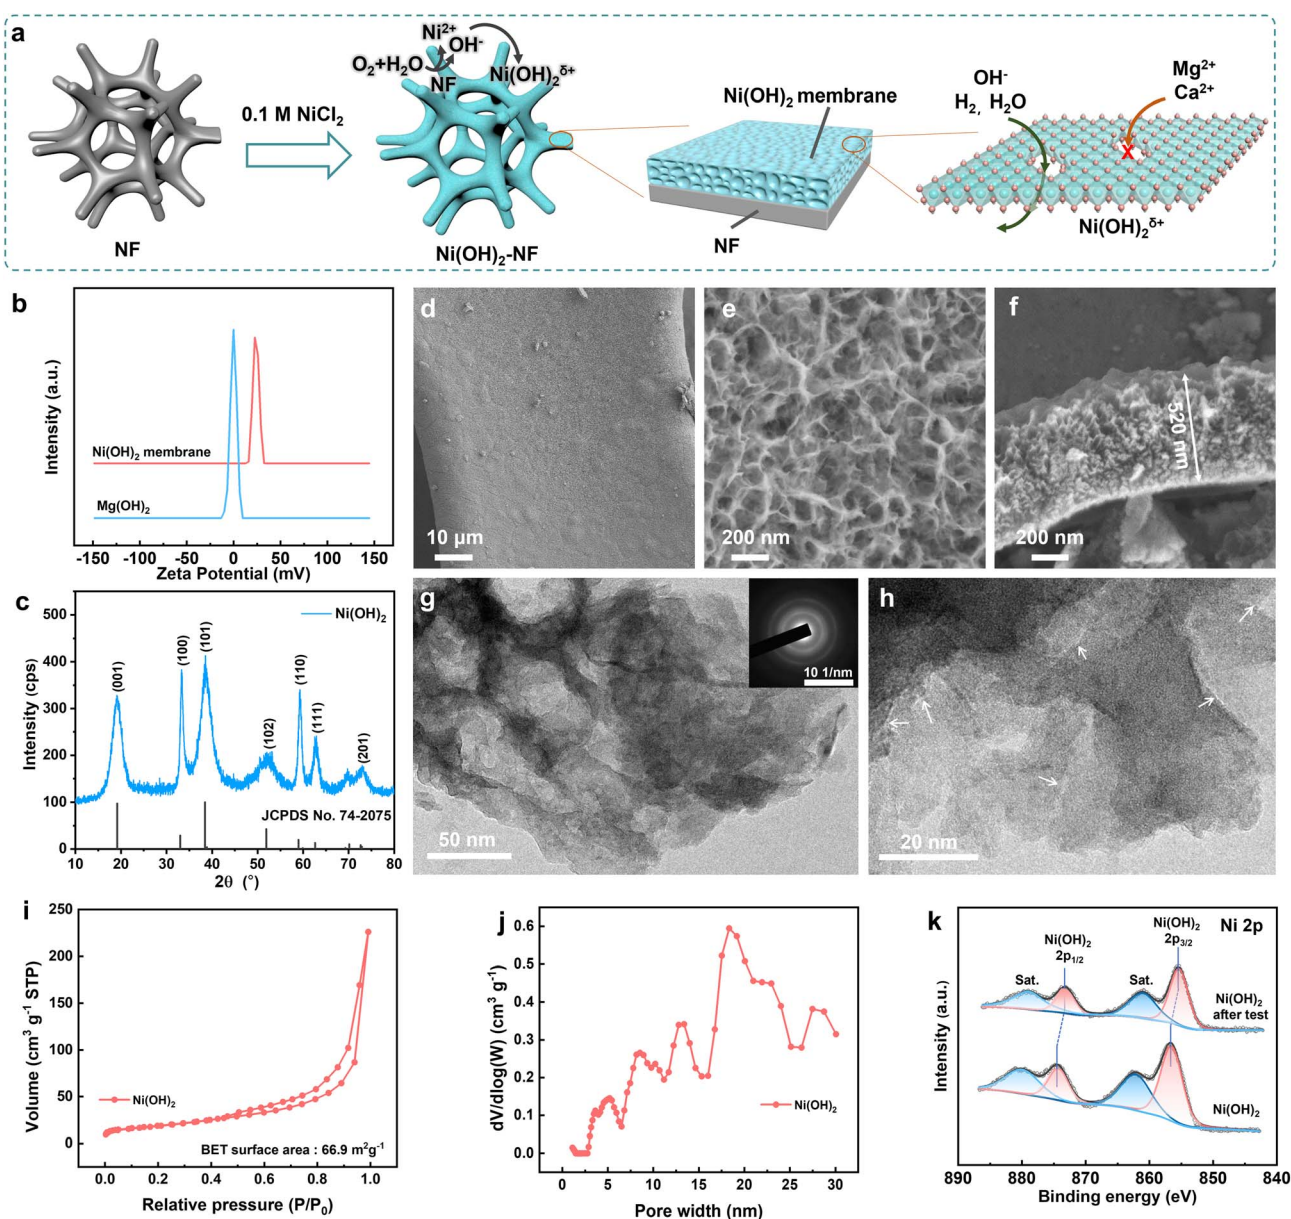 a
Ni²⁺
OH⁻
O₂+H₂O
NF
Ni(OH)₂^δ+
0.1 M NiCl₂
NF
Ni(OH)₂-NF
Ni(OH)₂ membrane
NF
OH⁻
H₂, H₂O
Mg²⁺
Ca²⁺
X
Ni(OH)₂^δ+
b
Intensity (a.u.)
Ni(OH)₂ membrane
Mg(OH)₂
-150 -100 -50 0 50 100 150
Zeta Potential (mV)
c
Intensity (cps)
500
400
300
200
100
0
Ni(OH)₂
(001)
(100)
(101)
(102)
(110)
(111)
(201)
JCPDS No. 74-2075
10 20 30 40 50 60 70 80
2θ (°)
d
10 μm
e
200 nm
f
520 nm
200 nm
g
10 1/nm
50 nm
h
20 nm
i
Volume (cm³ g⁻¹ STP)
250
200
150
100
50
0
Ni(OH)₂
BET surface area : 66.9 m²g⁻¹
0.0 0.2 0.4 0.6 0.8 1.0
Relative pressure (P/P₀)
j
dV/dlog(W) (cm³ g⁻¹)
0.6
0.5
0.4
0.3
0.2
0.1
0.0
Ni(OH)₂
0 5 10 15 20 25 30
Pore width (nm)
k
Ni 2p
Intensity (a.u.)
Ni(OH)₂
2p₁/₂
Ni(OH)₂
2p₃/₂
Sat.
Sat.
Ni(OH)₂
after test
Ni(OH)₂
890 880 870 860 850 840
Binding energy (eV)